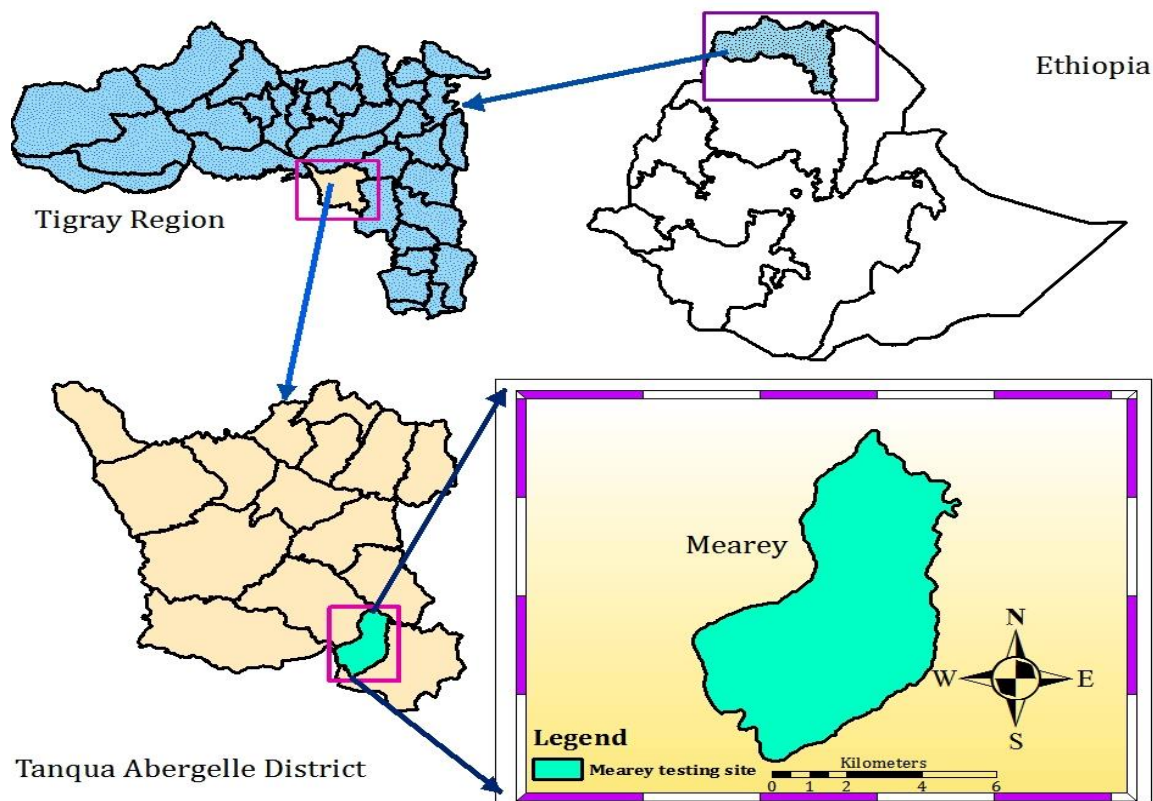 Ethiopia
Tigray Region
Mearey
N
W E
S
Legend
Mearey testing site
Kilometers
0 1 2 4 6
Tanqua Abergelle District